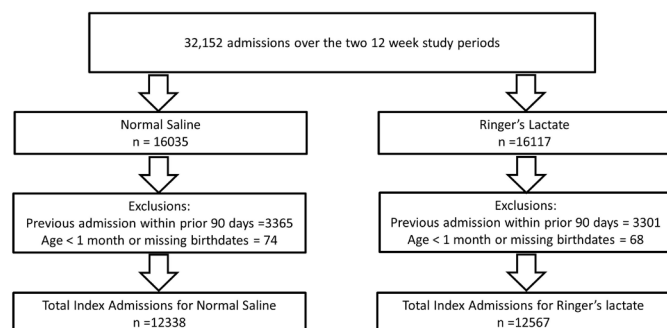 32,152 admissions over the two 12 week study periods
Normal Saline
n = 16035
Ringer's Lactate
n =16117
Exclusions:
Previous admission within prior 90 days =3365
Age < 1 month or missing birthdates = 74
Exclusions:
Previous admission within prior 90 days = 3301
Age < 1 month or missing birthdates = 68
Total Index Admissions for Normal Saline
n =12338
Total Index Admissions for Ringer's lactate
n =12567